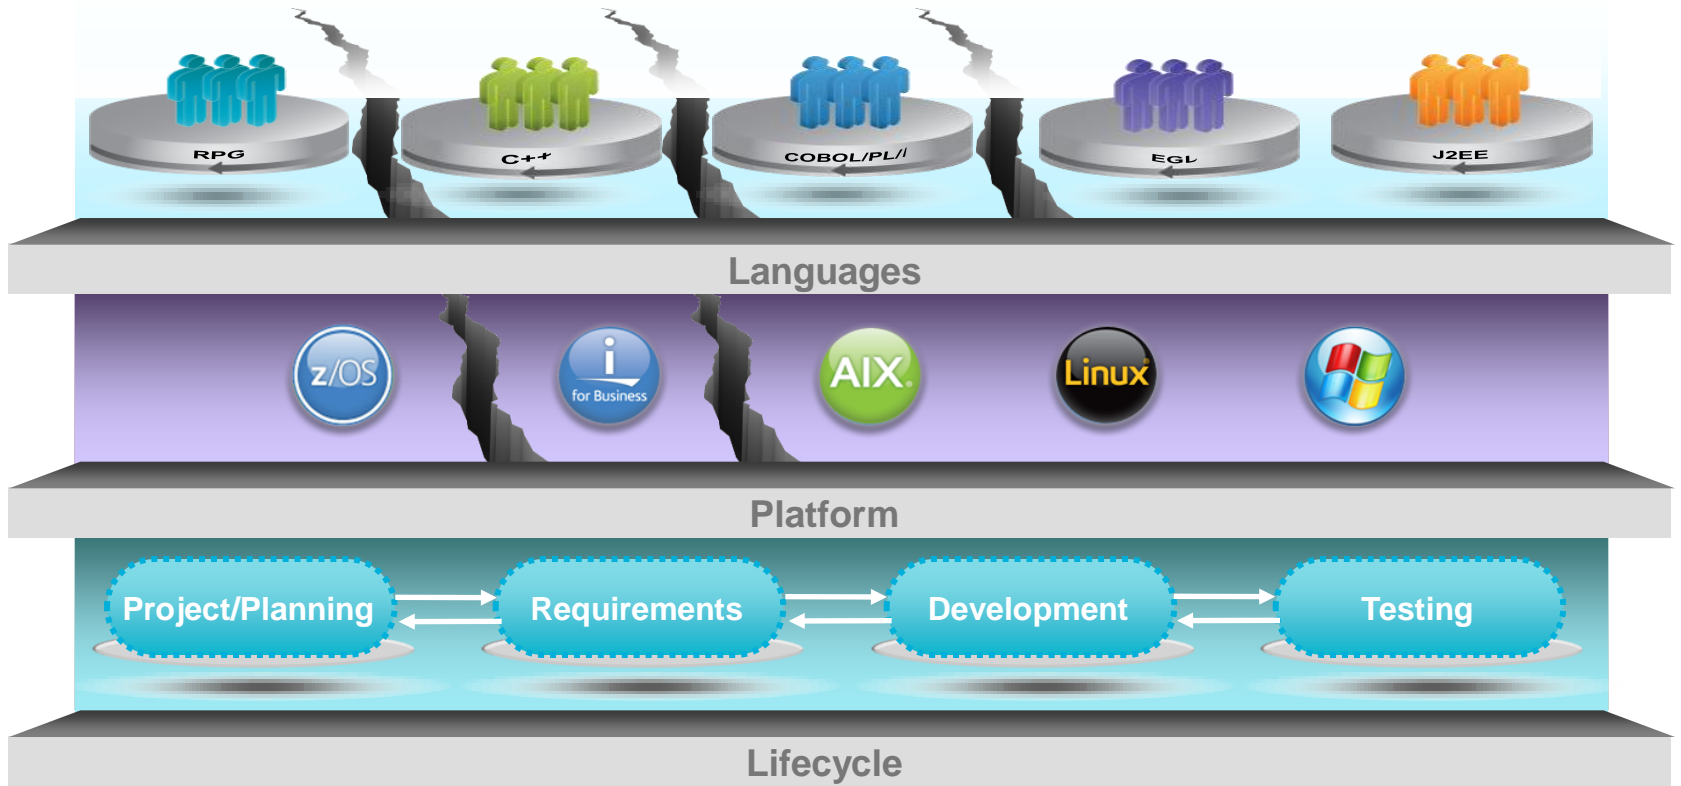 RPG
C++
COBOL/PL/I
EGL
J2EE
Languages
z/OS
i
for Business
AIX
Linux
Platform
Project/Planning
Requirements
Development
Testing
Lifecycle